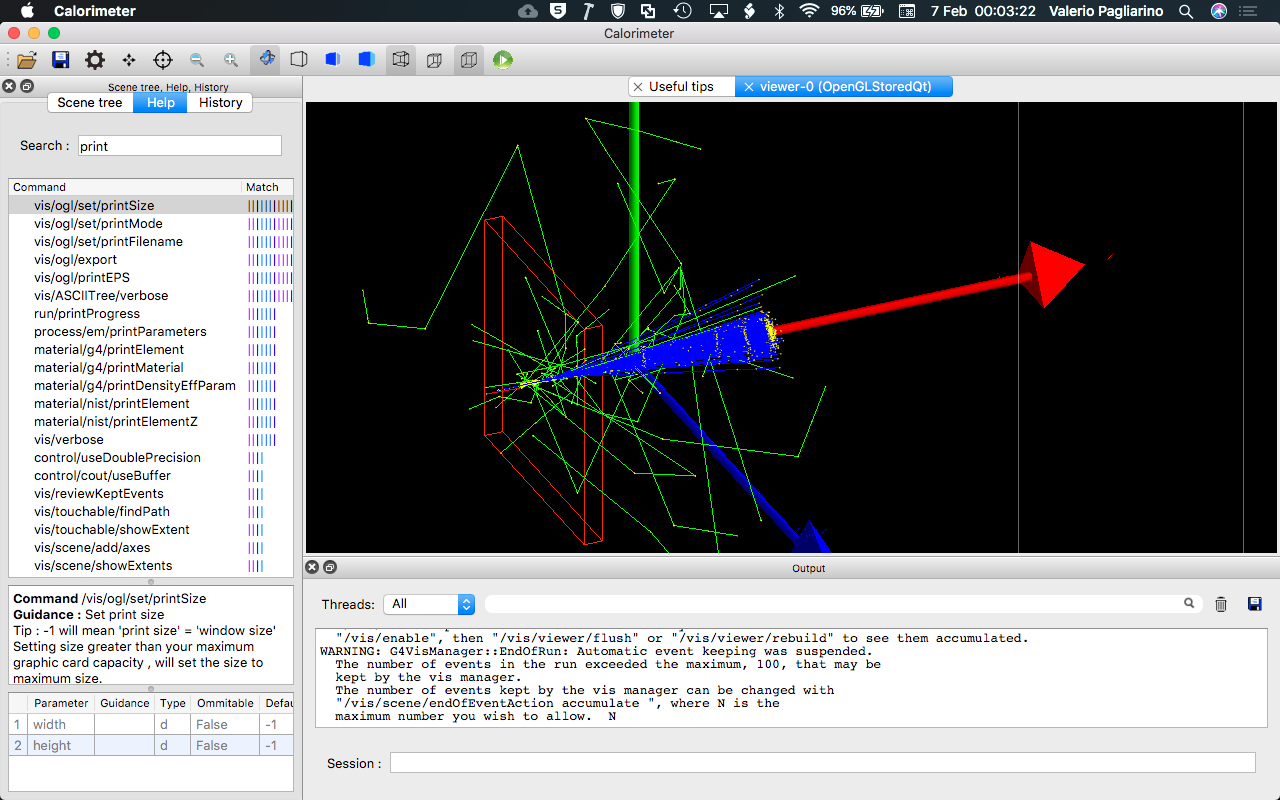 Calorimeter
96%
7 Feb 00:03:22
Valerio Pagliarino
Calorimeter
Scene tree, Help, History
Scene tree
Help
History
Search :
print
Command Match
vis/ogl/set/printSize
vis/ogl/set/printMode
vis/ogl/set/printFilename
vis/ogl/export
vis/ogl/printEPS
vis/ASCIITree/verbose
run/printProgress
process/em/printParameters
material/g4/printElement
material/g4/printMaterial
material/g4/printDensityEffParam
material/nist/printElement
material/nist/printElementZ
vis/verbose
control/useDoublePrecision
control/cout/useBuffer
vis/reviewKeptEvents
vis/touchable/findPath
vis/touchable/showExtent
vis/scene/add/axes
vis/scene/showExtents
Command /vis/ogl/set/printSize
Guidance : Set print size
Tip : -1 will mean 'print size' = 'window size'
Setting size greater than your maximum
graphic card capacity , will set the size to
maximum size.
Parameter Guidance Type Ommitable Defau
1 width d False -1
2 height d False -1
Useful tips
viewer-0 (OpenGLStoredQt)
Output
Threads: All
"/vis/enable", then "/vis/viewer/flush" or "/vis/viewer/rebuild" to see them accumulated.
WARNING: G4VisManager::EndOfRun: Automatic event keeping was suspended.
The number of events in the run exceeded the maximum, 100, that may be
kept by the vis manager.
The number of events kept by the vis manager can be changed with
"/vis/scene/endOfEventAction accumulate ", where N is the
maximum number you wish to allow. N
Session :